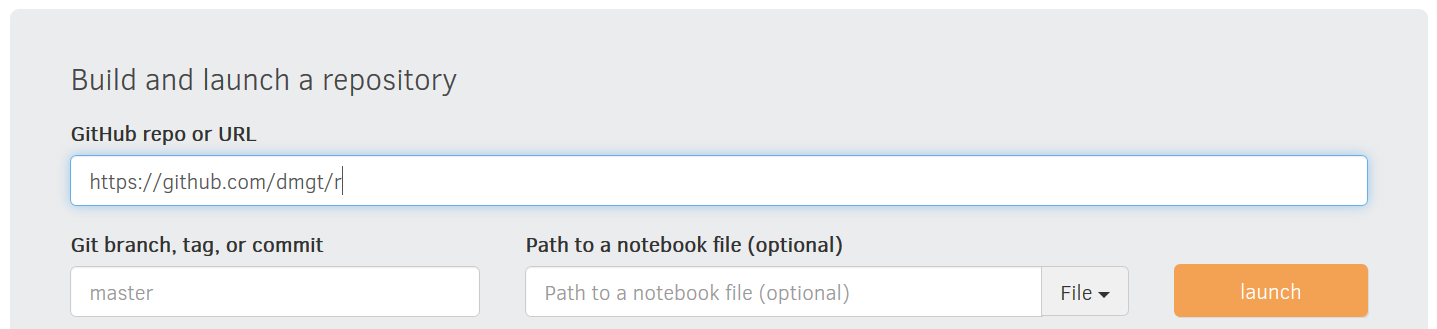 Build and launch a repository
GitHub repo or URL
https://github.com/dmgt/r
Git branch, tag, or commit
Path to a notebook file (optional)
master
Path to a notebook file (optional)
File
launch